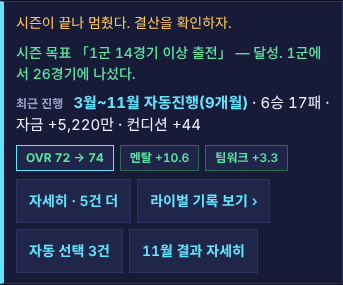 시즌이 끝나 멈췄다. 결산을 확인하자.
시즌 목표 「1군 14경기 이상 출전」 — 달성. 1군에
서 26경기에 나섰다.
최근 진행 3월~11월 자동진행(9개월) · 6승 17패 ·
자금 +5,220만 · 컨디션 +44
OVR 72 → 74 멘탈 +10.6 팀워크 +3.3
자세히 · 5건 더 라이벌 기록 보기 ›
자동 선택 3건 11월 결과 자세히